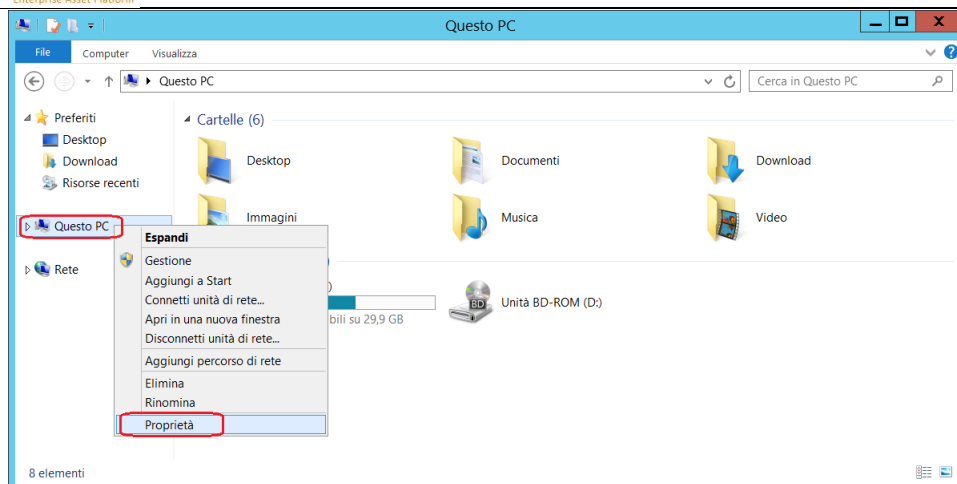 Enterprise Asset Platform
Questo PC
File Computer Visualizza
Questo PC
Cerca in Questo PC
Preferiti
Desktop
Download
Risorse recenti
Questo PC
Rete
Cartelle (6)
Desktop
Documenti
Download
Immagini
Musica
Video
)
bili su 29,9 GB
BD
Unità BD-ROM (D:)
Espandi
Gestione
Aggiungi a Start
Connetti unità di rete...
Apri in una nuova finestra
Disconnetti unità di rete...
Aggiungi percorso di rete
Elimina
Rinomina
Proprietà
8 elementi